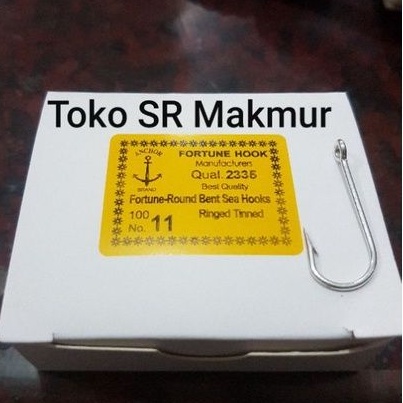 Toko SR Makmur
ANCHOR
BRAND
FORTUNE HOOK
Manufacturers
Qual. 2335
Best Quality
Fortune-Round Bent Sea Hooks
100 Ringed Tinned
No. 11